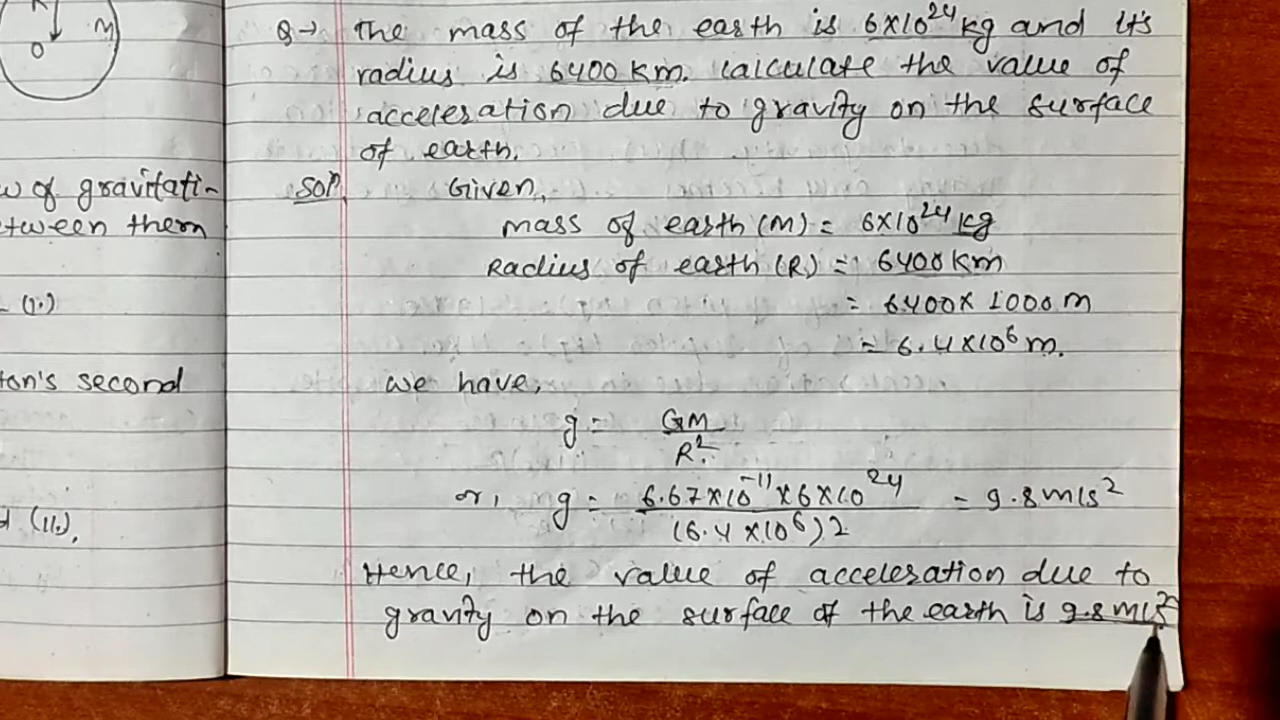 R
M
O
w of gravitati-
etween them
- (1.)
ton's second
d (11.),
Q→ The mass of the earth is 6×10²⁴ kg and it's
radius is 6400 km. Calculate the value of
acceleration due to gravity on the surface
of earth.
Solⁿ. Given,
mass of earth (M) = 6×10²⁴ kg
Radius of earth (R) = 6400 km
= 6400 × 1000 m
= 6.4×10⁶ m.
we have,
g = GM
R².
or, g = 6.67×10⁻¹¹×6×10²⁴ = 9.8 m/s²
(6.4×10⁶)2
Hence, the value of acceleration due to
gravity on the surface of the earth is 9.8 m/s²